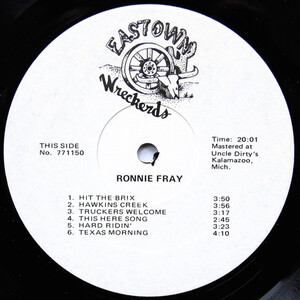 EASTOWN
Wreckerds
THIS SIDE
No. 771150
Time: 20:01
Mastered at
Uncle Dirty's
Kalamazoo,
Mich.
RONNIE FRAY
1. HIT THE BRIX 3:50
2. HAWKINS CREEK 3:56
3. TRUCKERS WELCOME 3:17
4. THIS HERE SONG 2:45
5. HARD RIDIN' 3:23
6. TEXAS MORNING 4:10